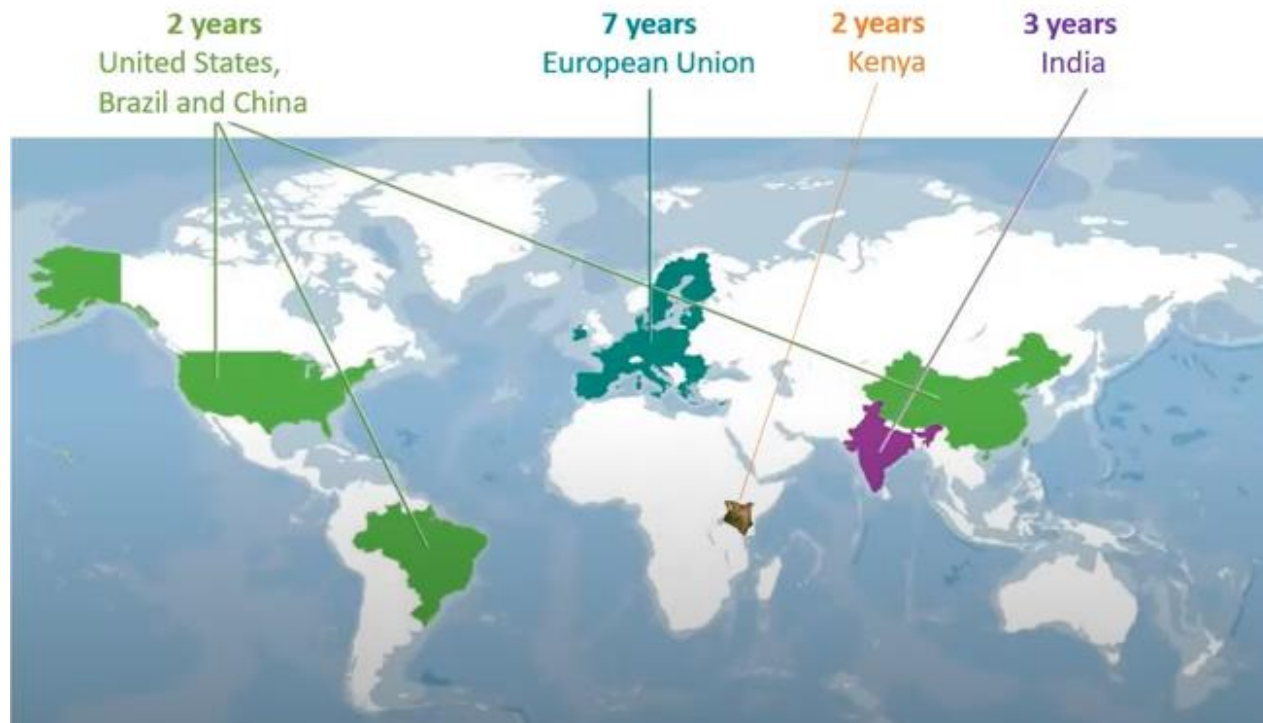 2 years
United States,
Brazil and China
7 years
European Union
2 years
Kenya
3 years
India